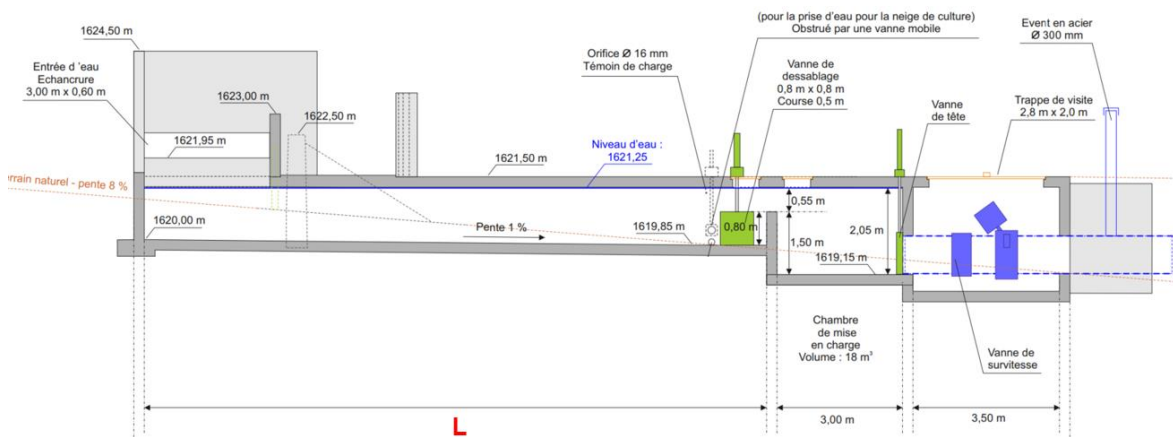 (pour la prise d'eau pour la neige de culture)
Obstrué par une vanne mobile
Event en acier
Ø 300 mm
1624,50 m
Entrée d 'eau
Echancrure
3,00 m x 0,60 m
1623,00 m
1622,50 m
Orifice Ø 16 mm
Témoin de charge
Vanne de
dessablage
0,8 m x 0,8 m
Course 0,5 m
Vanne
de tête
Trappe de visite
2,8 m x 2,0 m
1621,95 m
Niveau d'eau :
1621,25
1621,50 m
terrain naturel - pente 8 %
0,55 m
1620,00 m
Pente 1 %
1619,85 m
0,80 m
1,50 m
2,05 m
1619,15 m
Chambre
de mise
en charge
Volume : 18 m³
Vanne de
survitesse
L
3,00 m
3,50 m